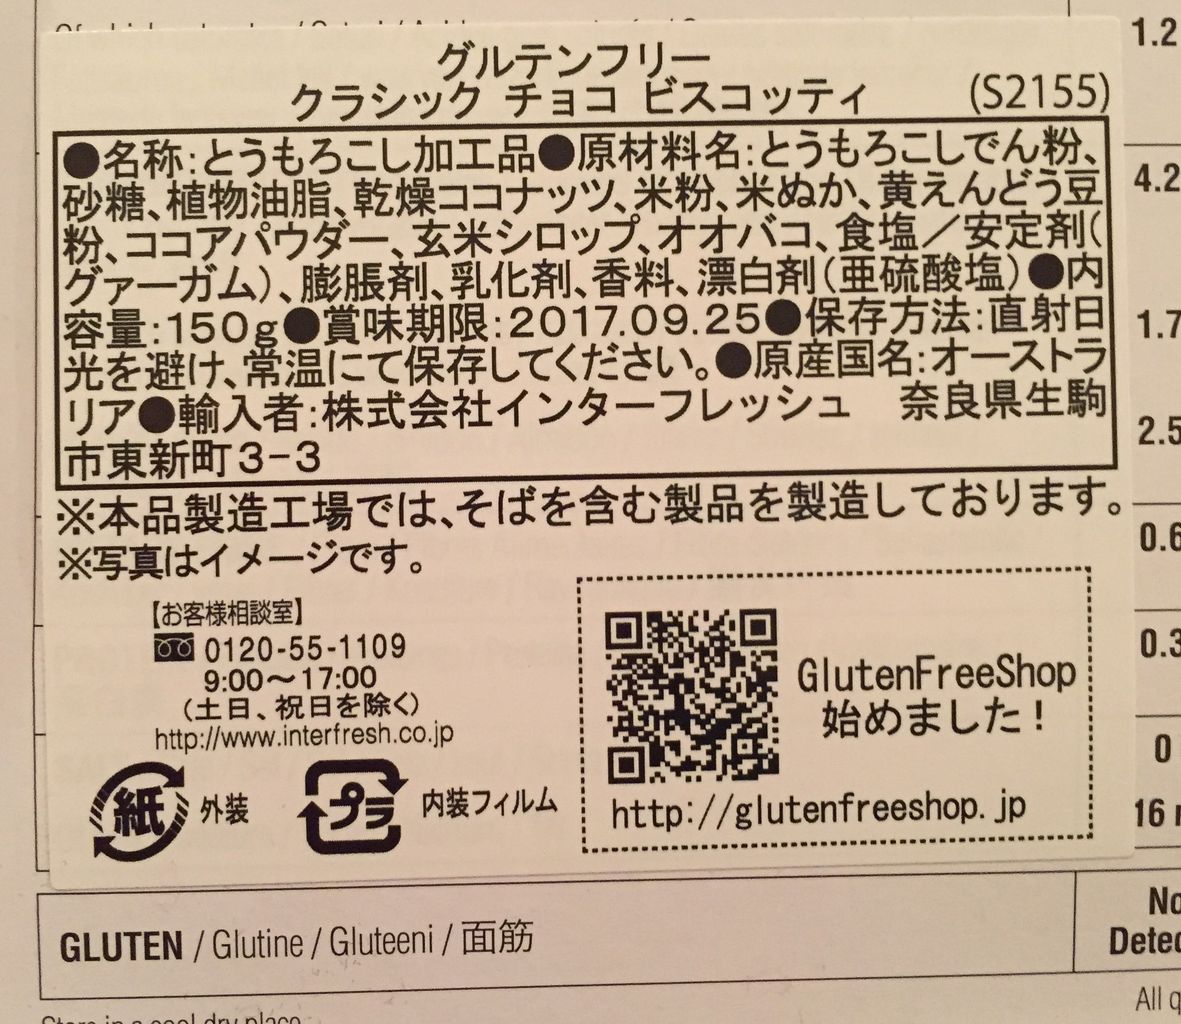 グルテンフリー
クラシック チョコ ビスコッティ (S2155)
●名称:とうもろこし加工品●原材料名:とうもろこしでん粉、
砂糖、植物油脂、乾燥ココナッツ、米粉、米ぬか、黄えんどう豆
粉、ココアパウダー、玄米シロップ、オオバコ、食塩／安定剤(
グァーガム)、膨脹剤、乳化剤、香料、漂白剤(亜硫酸塩)●内
容量:150g●賞味期限:2017.09.25●保存方法:直射日
光を避け、常温にて保存してください。●原産国名:オーストラ
リア●輸入者:株式会社インターフレッシュ 奈良県生駒
市東新町3-3
※本品製造工場では、そばを含む製品を製造しております。
※写真はイメージです。
【お客様相談室】
0120-55-1109
9:00〜17:00
(土日、祝日を除く)
http://www.interfresh.co.jp
紙 外装
プラ 内装フィルム
GlutenFreeShop
始めました!
http://glutenfreeshop.jp
1.2
4.2
1.7
2.5
0.6
0.3
0
16
GLUTEN / Glutine / Gluteeni / 面筋
No
Detec
All q
Store in a cool dry place